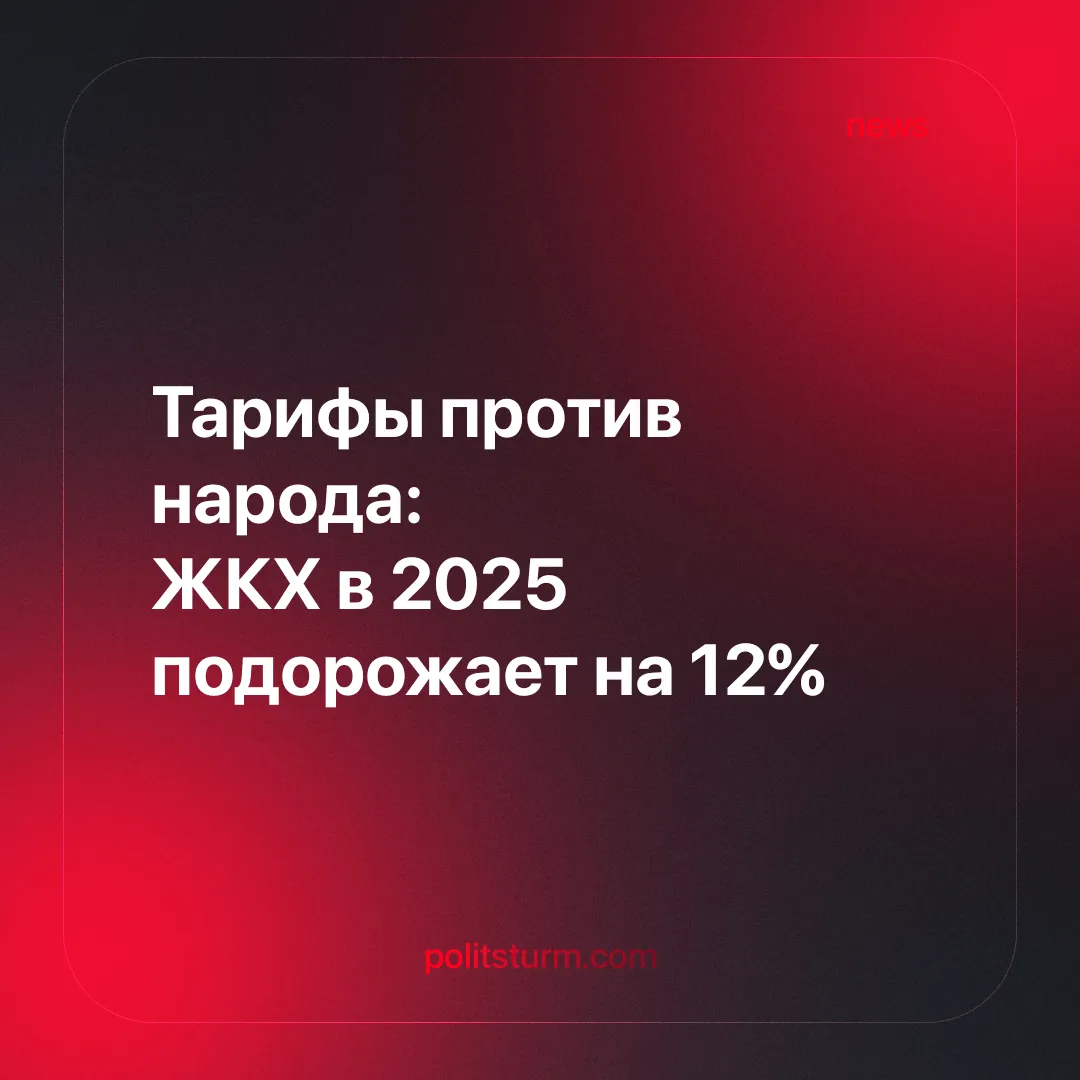 news
Тарифы против
народа:
ЖКХ в 2025
подорожает на 12%
politsturm.com